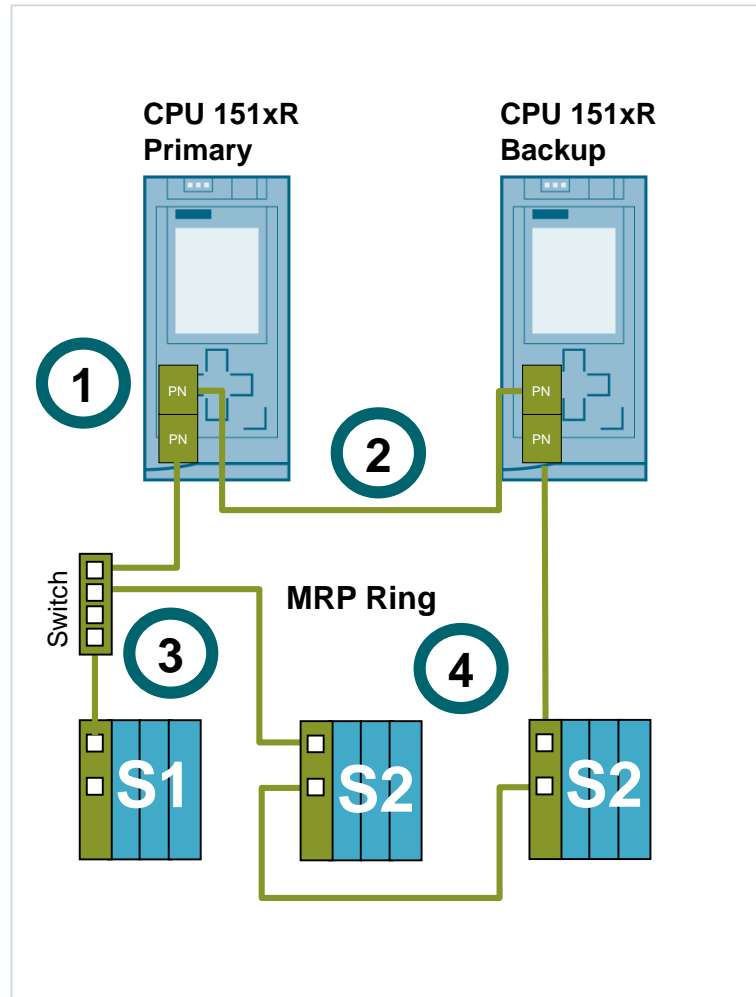 CPU 151xR
Primary
CPU 151xR
Backup
1
PN
PN
2
PN
PN
Switch
MRP Ring
3
4
S1
S2
S2